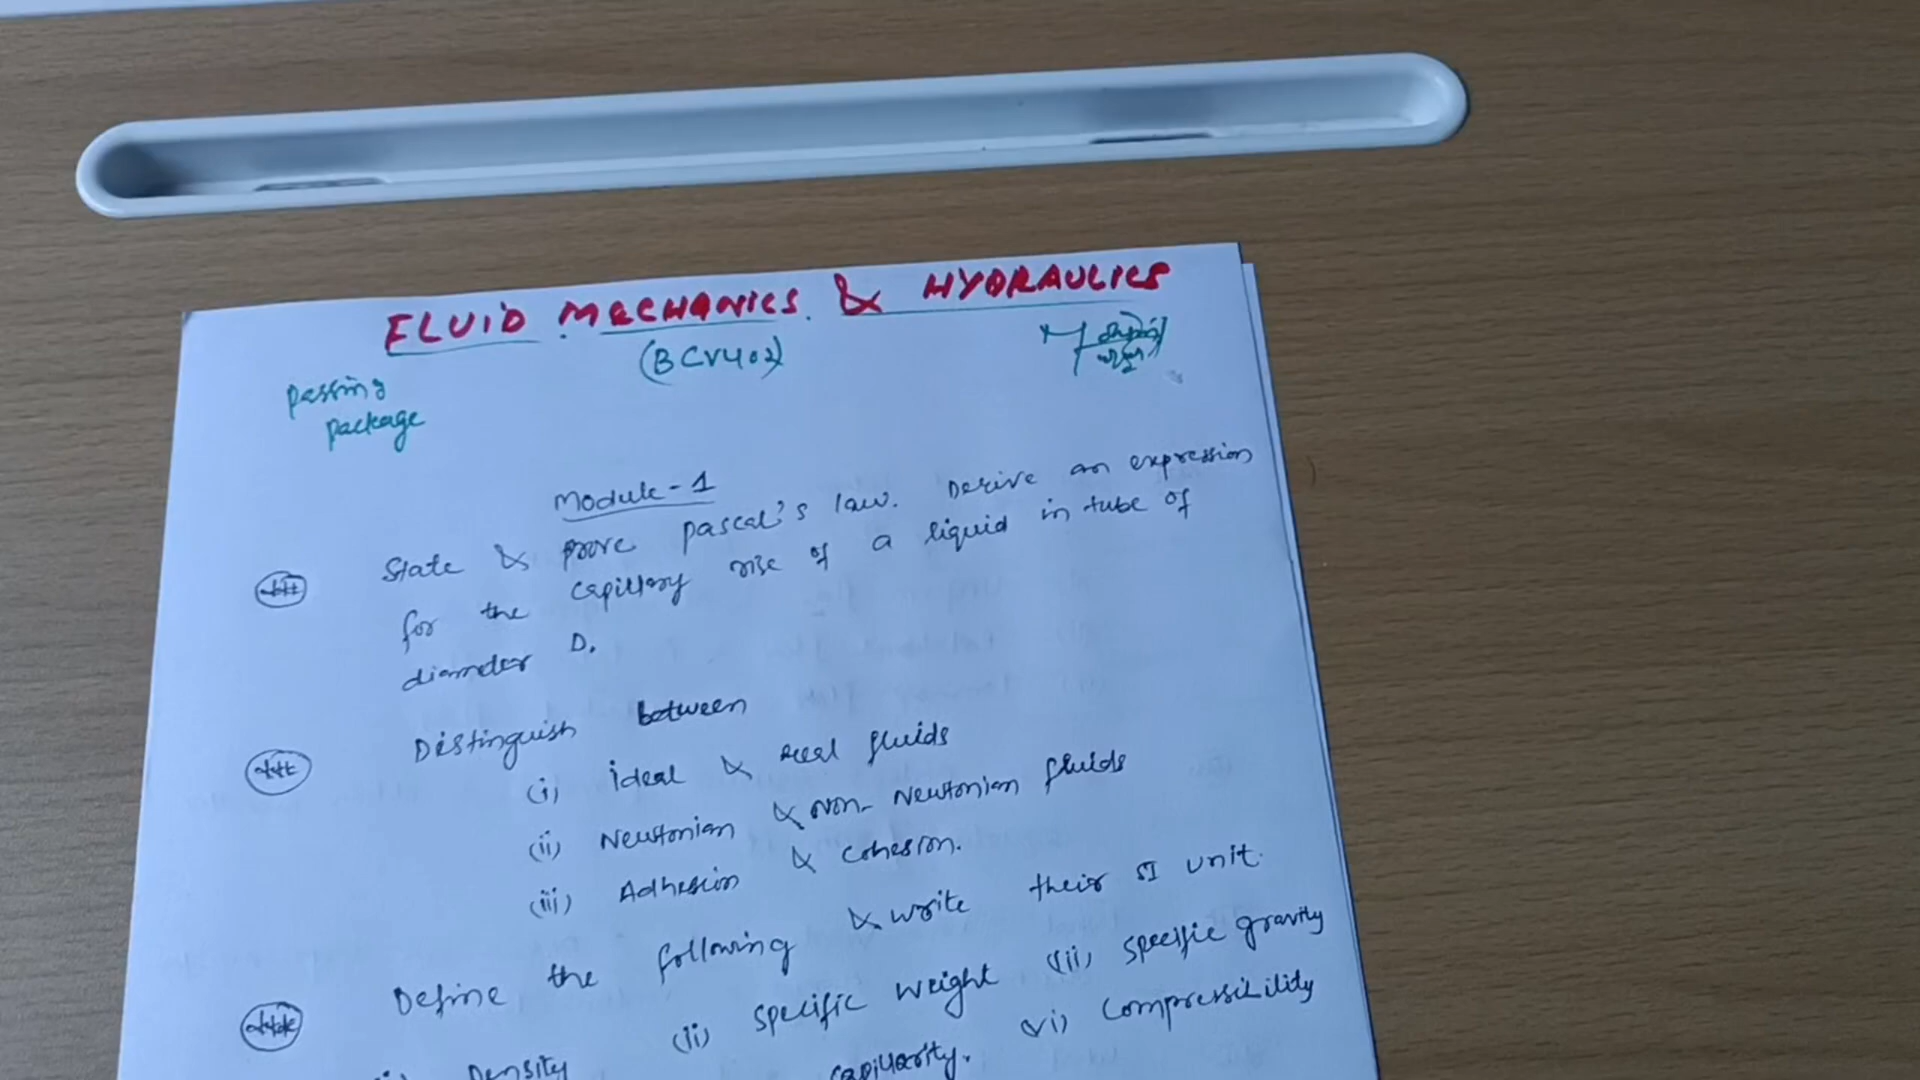 FLUID MECHANICS & HYDRAULICS
(BCV402)
passing
package
Module-1
State & prove pascal's law. Derive an expression
for the capillary rise of a liquid in tube of
diameter D.
Distinguish between
(i) ideal & real fluids
(ii) Newtonian & Non-Newtonian fluids
(iii) Adhesion & cohesion.
Define the following & write their SI unit.
Density (ii) specific weight (iii) specific gravity
capillarity. (vi) compressibility